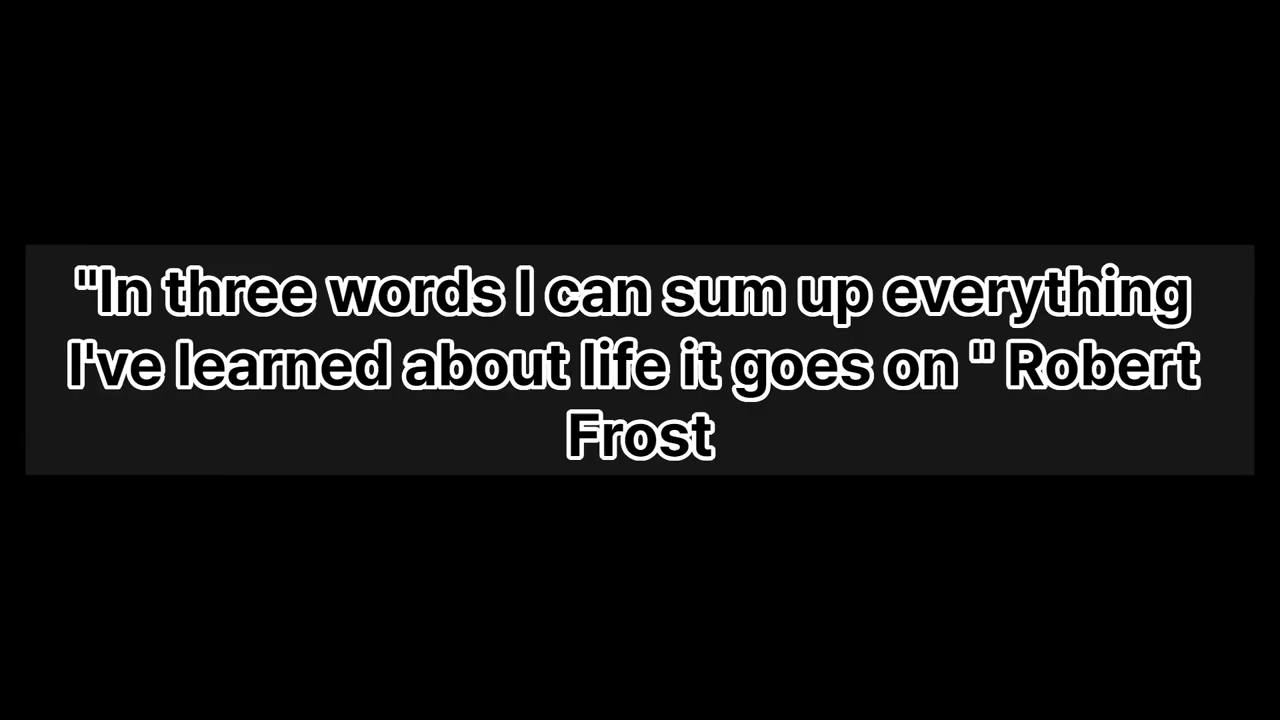 "In three words I can sum up everything
I've learned about life it goes on " Robert
Frost